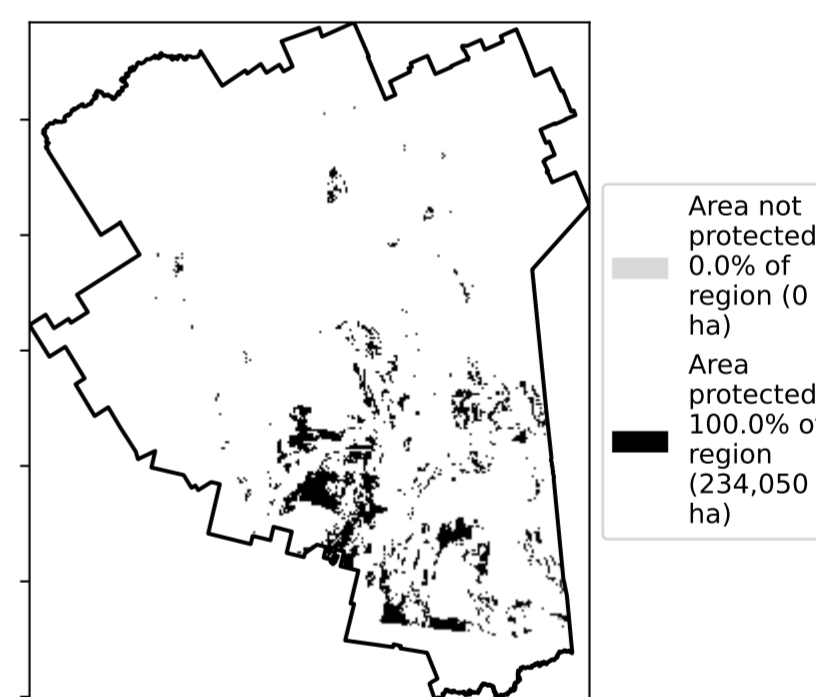 Area not
protected
0.0% of
region (0
ha)
Area
protected
100.0% of
region
(234,050
ha)